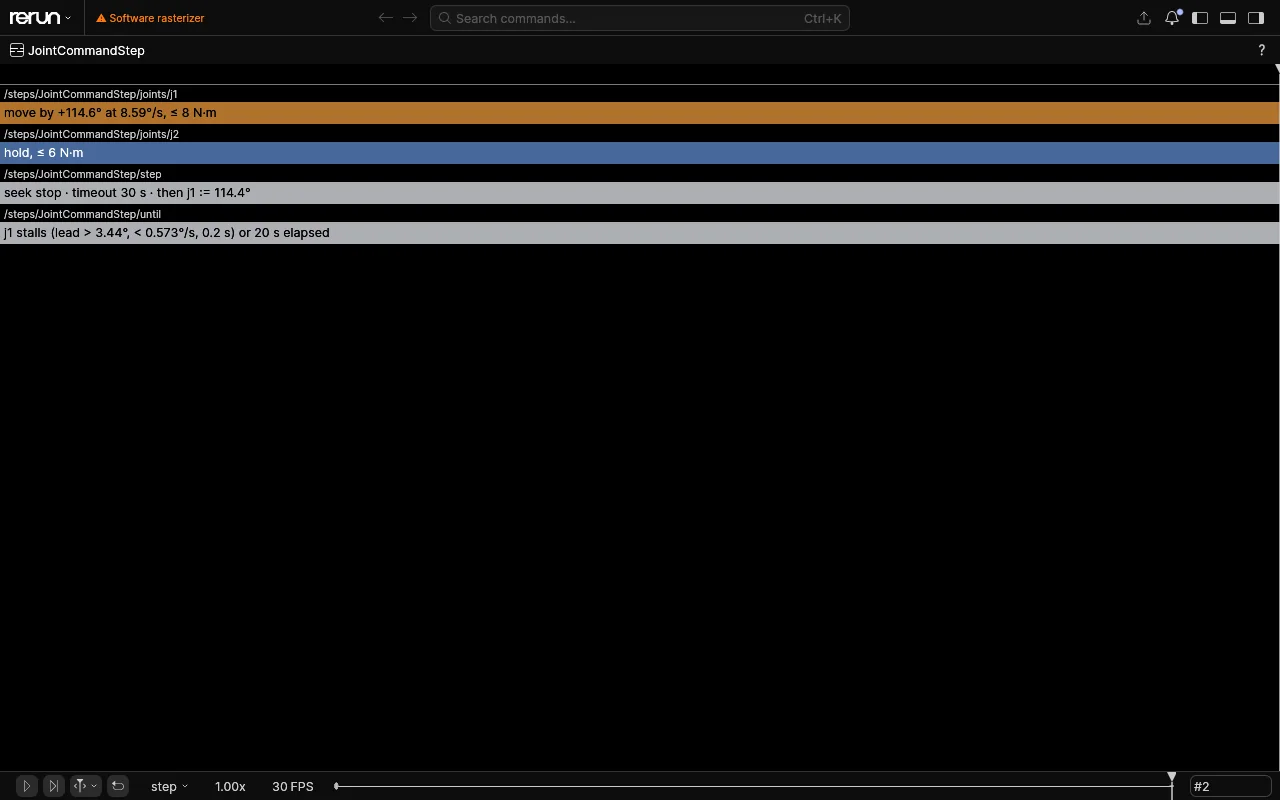 rerun
Software rasterizer
Search commands...
Ctrl+K
JointCommandStep
?
/steps/JointCommandStep/joints/j1
move by +114.6° at 8.59°/s, ≤ 8 N·m
/steps/JointCommandStep/joints/j2
hold, ≤ 6 N·m
/steps/JointCommandStep/step
seek stop · timeout 30 s · then j1 := 114.4°
/steps/JointCommandStep/until
j1 stalls (lead > 3.44°, < 0.573°/s, 0.2 s) or 20 s elapsed
step
1.00x
30 FPS
#2